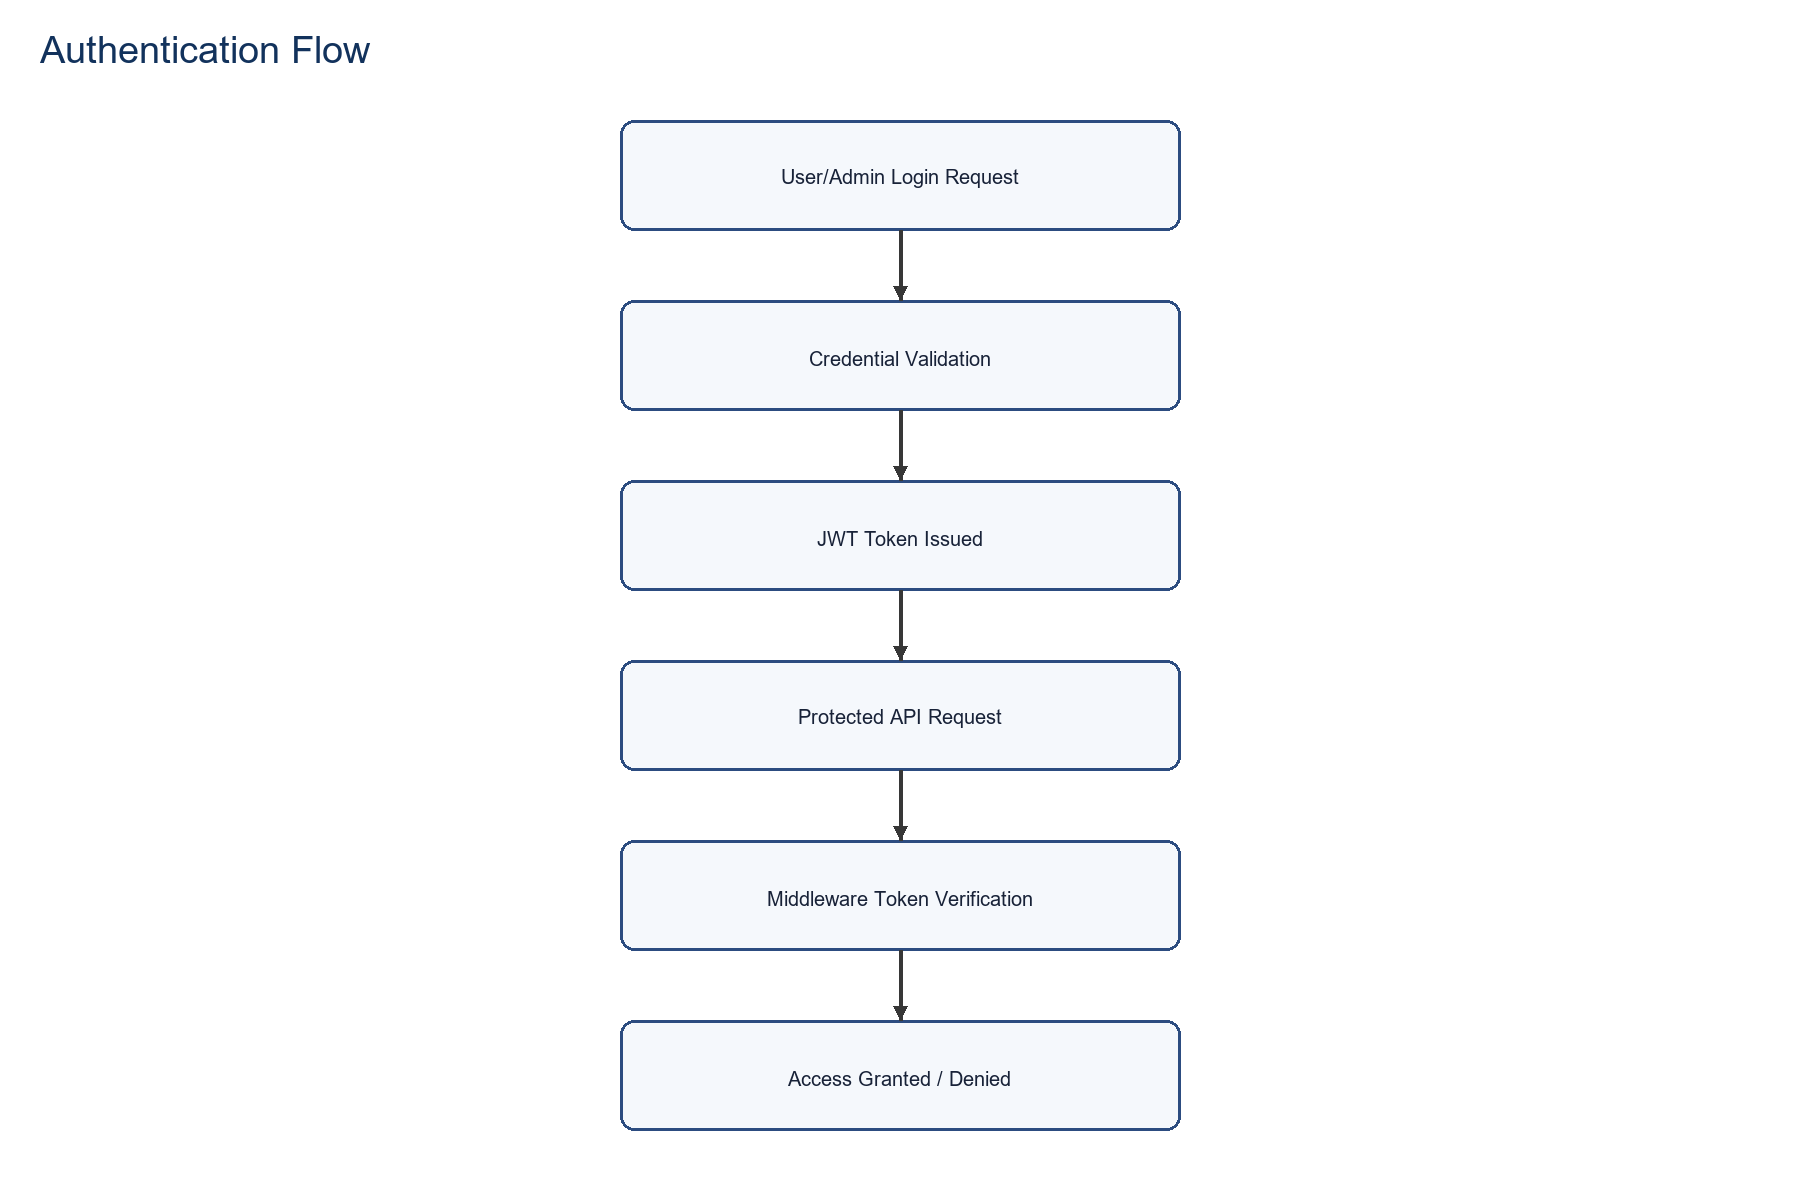 Authentication Flow
User/Admin Login Request
Credential Validation
JWT Token Issued
Protected API Request
Middleware Token Verification
Access Granted / Denied